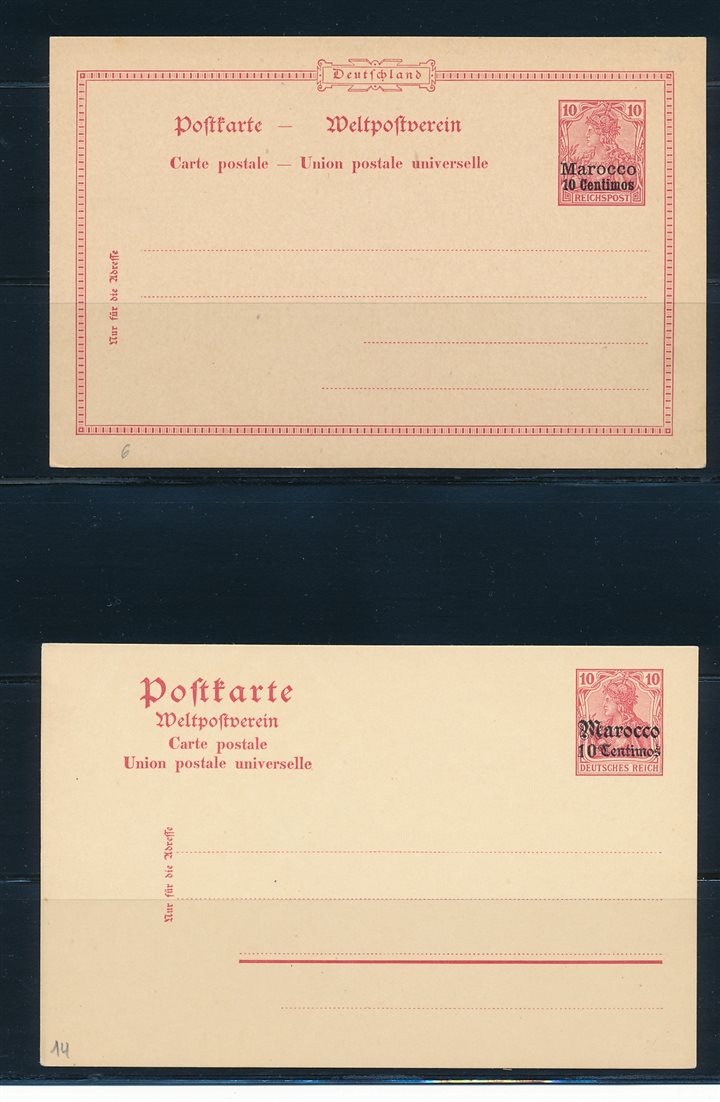 Deutſchland
Poſtkarte — Weltpoſtverein
Carte postale — Union postale universelle
10 10
Marocco
10 Centimos
REICHSPOST
Nur für die Adreſſe
6
Poſtkarte
Weltpoſtverein
Carte postale
Union postale universelle
10 10
Marocco
10 Centimos
DEUTSCHES REICH
Nur für die Adreſſe
14